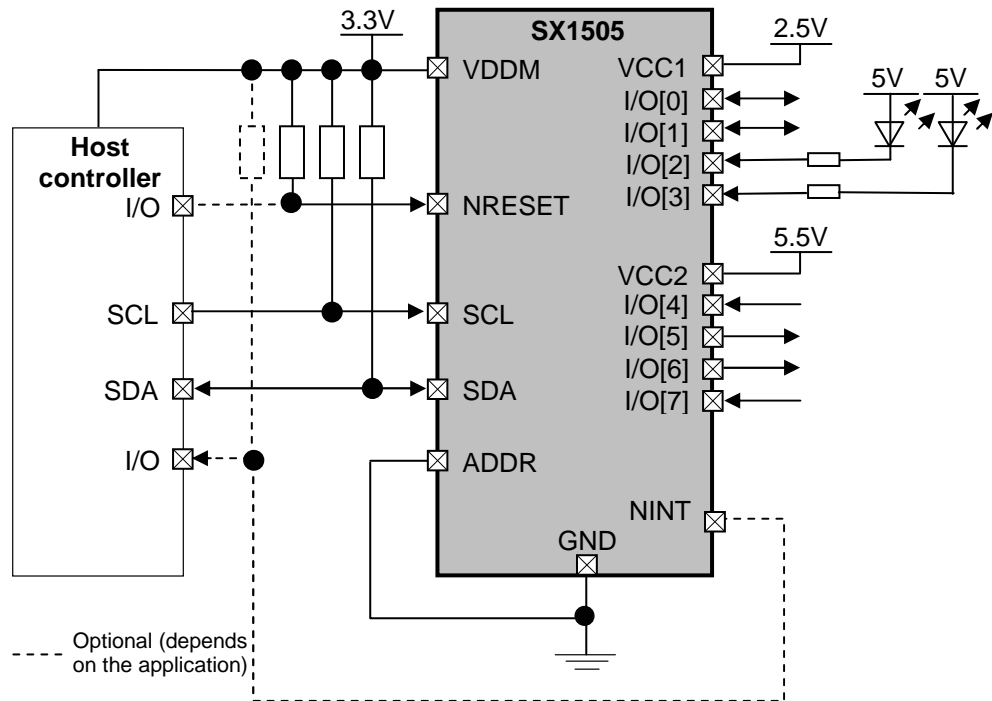 3.3V
SX1505
2.5V
VDDM
VCC1
5V
5V
I/O[0]
I/O[1]
Host
controller
I/O[2]
I/O[3]
I/O
NRESET
5.5V
VCC2
SCL
SCL
I/O[4]
I/O[5]
I/O[6]
SDA
SDA
I/O[7]
I/O
ADDR
NINT
GND
Optional (depends
on the application)